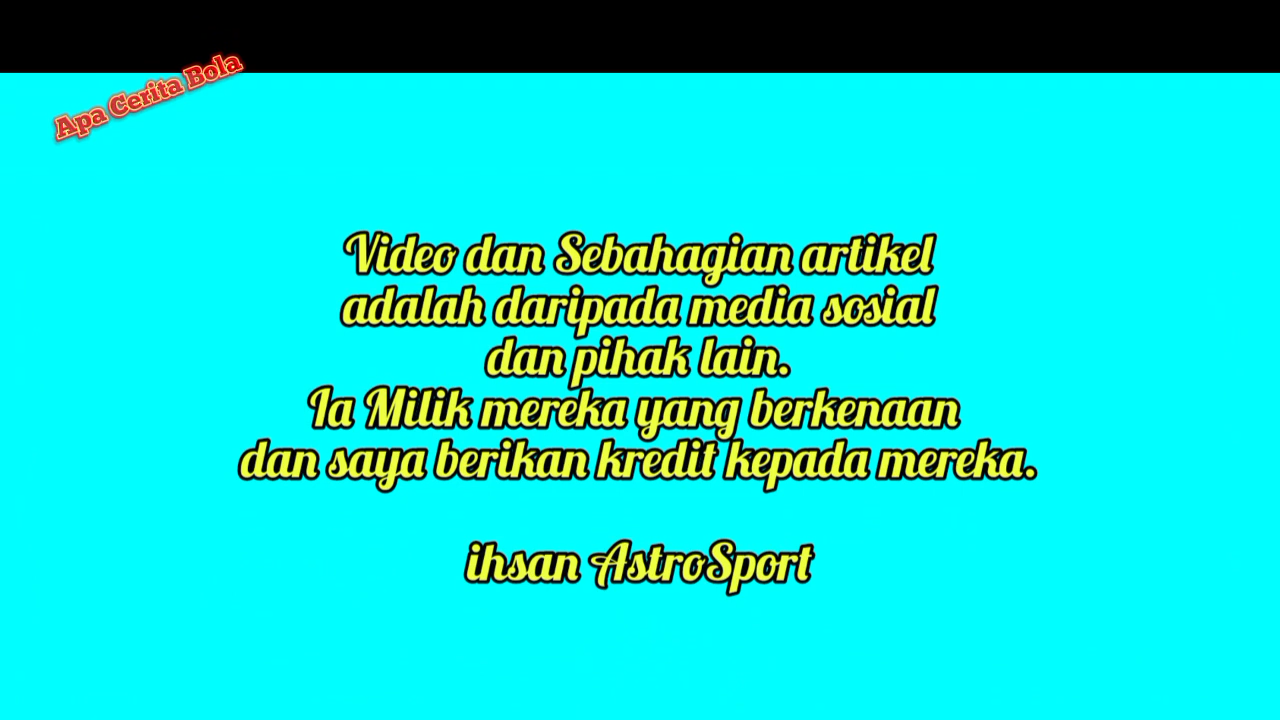 Apa Cerita Bola
Video dan Sebahagian artikel
adalah daripada media sosial
dan pihak lain.
Ia Milik mereka yang berkenaan
dan saya berikan kredit kepada mereka.
ihsan AstroSport